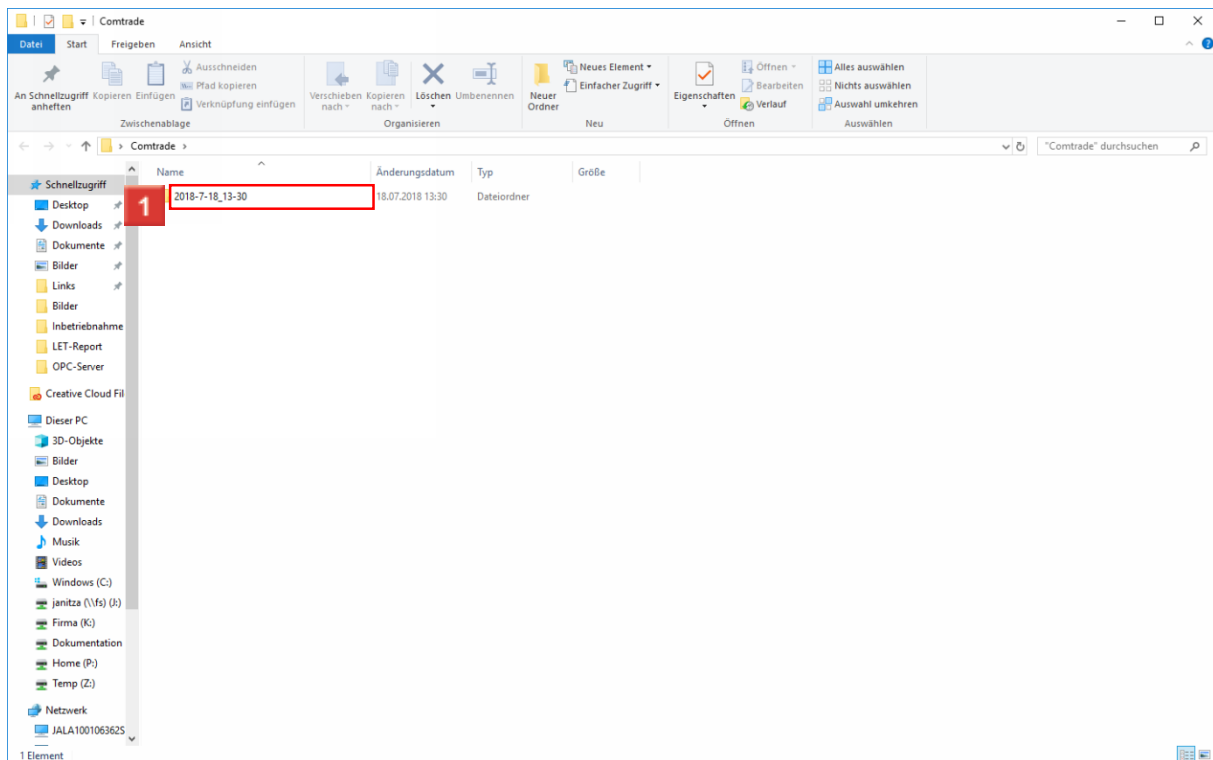 Comtrade
Datei Start Freigeben Ansicht
An Schnellzugriff anheften
Kopieren
Einfügen
Ausschneiden
Pfad kopieren
Verknüpfung einfügen
Zwischenablage
Verschieben nach
Kopieren nach
Löschen
Umbenennen
Organisieren
Neuer Ordner
Neues Element
Einfacher Zugriff
Neu
Eigenschaften
Öffnen
Bearbeiten
Verlauf
Öffnen
Alles auswählen
Nichts auswählen
Auswahl umkehren
Auswählen
Comtrade
"Comtrade" durchsuchen
Name Änderungsdatum Typ Größe
1
2018-7-18_13-30 18.07.2018 13:30 Dateiordner
Schnellzugriff
Desktop
Downloads
Dokumente
Bilder
Links
Bilder
Inbetriebnahme
LET-Report
OPC-Server
Creative Cloud Fil
Dieser PC
3D-Objekte
Bilder
Desktop
Dokumente
Downloads
Musik
Videos
Windows (C:)
janitza (\\fs) (J:)
Firma (K:)
Dokumentation
Home (P:)
Temp (Z:)
Netzwerk
JALA100106362S
1 Element